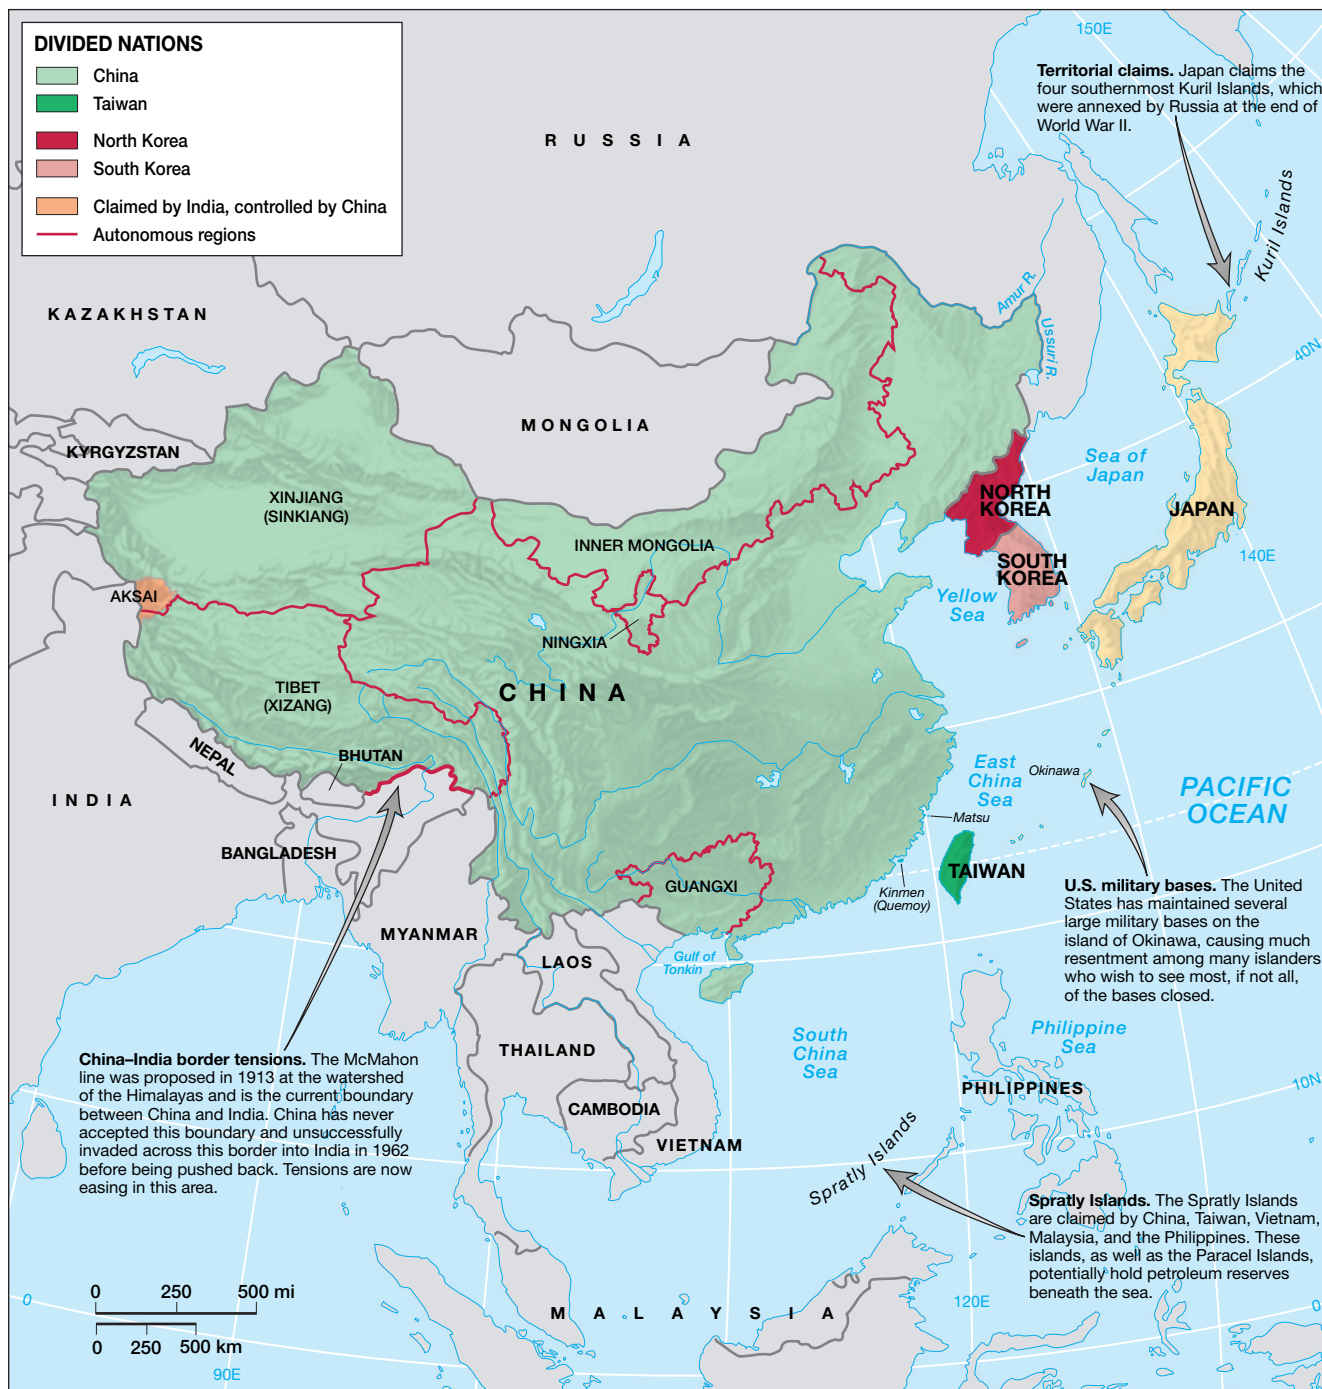 DIVIDED NATIONS
China
Taiwan
North Korea
South Korea
Claimed by India, controlled by China
Autonomous regions
150E
Territorial claims. Japan claims the
four southernmost Kuril Islands, which
were annexed by Russia at the end of
World War II.
RUSSIA
Kuril Islands
Amur R.
Ussuri R.
KAZAKHSTAN
40N
MONGOLIA
KYRGYZSTAN
Sea of
Japan
XINJIANG
(SINKIANG)
NORTH
KOREA
JAPAN
INNER MONGOLIA
140E
SOUTH
KOREA
AKSAI
Yellow
Sea
NINGXIA
CHINA
TIBET
(XIZANG)
NEPAL
BHUTAN
East
China
Sea
Okinawa
PACIFIC
OCEAN
INDIA
Matsu
BANGLADESH
TAIWAN
GUANGXI
Kinmen
(Quemoy)
U.S. military bases. The United
States has maintained several
large military bases on the
island of Okinawa, causing much
resentment among many islanders
who wish to see most, if not all,
of the bases closed.
MYANMAR
LAOS
Gulf of
Tonkin
South
China
Sea
Philippine
Sea
THAILAND
China–India border tensions. The McMahon
line was proposed in 1913 at the watershed
of the Himalayas and is the current boundary
between China and India. China has never
accepted this boundary and unsuccessfully
invaded across this border into India in 1962
before being pushed back. Tensions are now
easing in this area.
PHILIPPINES
10N
CAMBODIA
VIETNAM
Spratly Islands
Spratly Islands. The Spratly Islands
are claimed by China, Taiwan, Vietnam,
Malaysia, and the Philippines. These
islands, as well as the Paracel Islands,
potentially hold petroleum reserves
beneath the sea.
0 250 500 mi
0 250 500 km
0
MALAYSIA
120E
0
90E